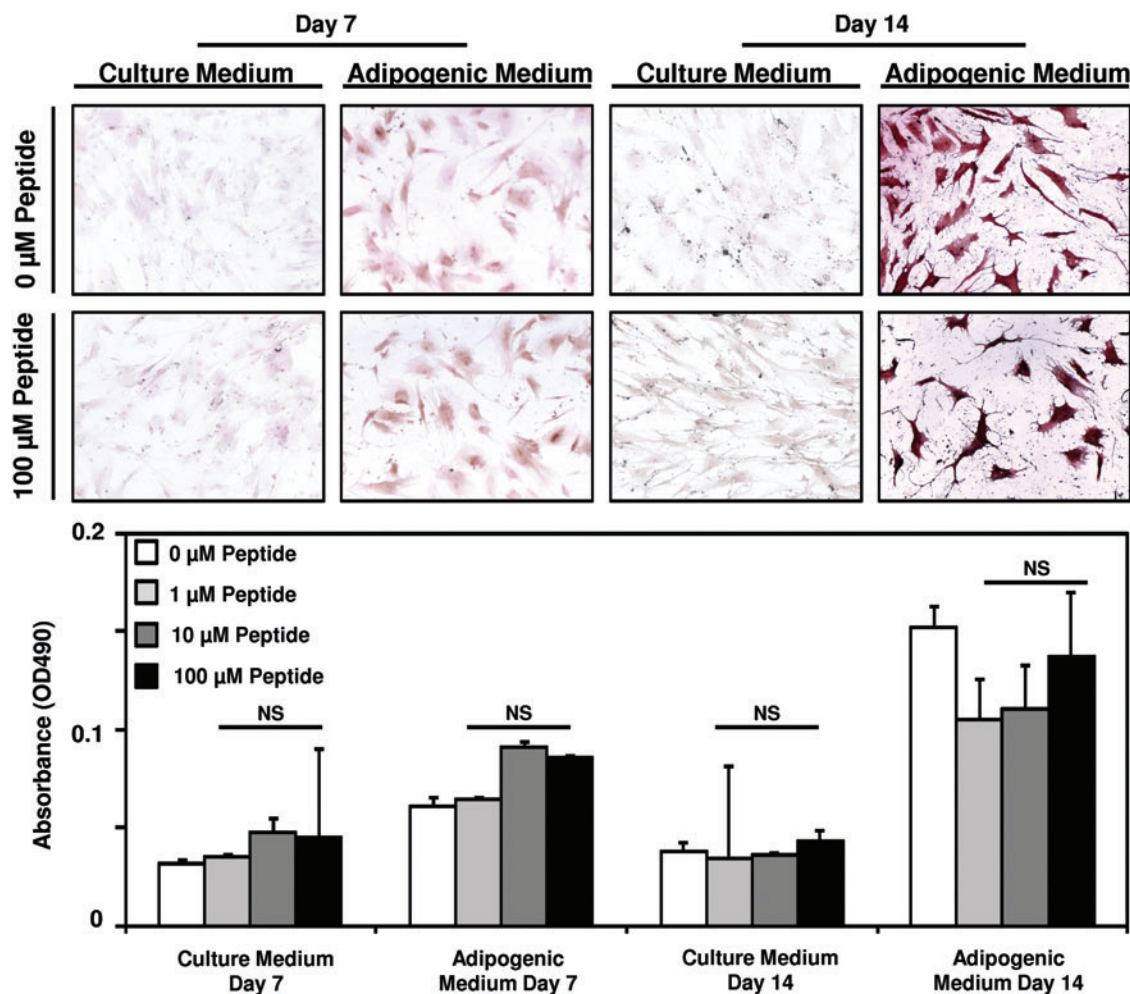 Day 7
Day 14
Culture Medium
Adipogenic Medium
Culture Medium
Adipogenic Medium
0 µM Peptide
100 µM Peptide
0.2
0.1
0
Absorbance (OD490)
0 µM Peptide
1 µM Peptide
10 µM Peptide
100 µM Peptide
NS
NS
NS
NS
Culture Medium
Day 7
Adipogenic
Medium Day 7
Culture Medium
Day 14
Adipogenic
Medium Day 14